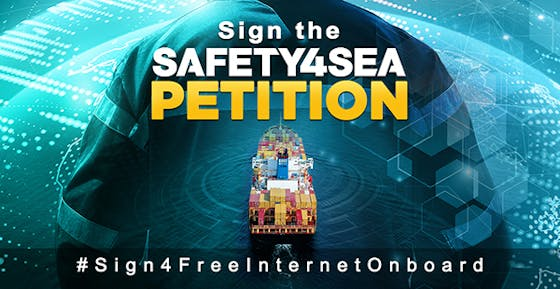 Sign the
SAFETY4SEA
PETITION
#Sign4FreeInternetOnboard